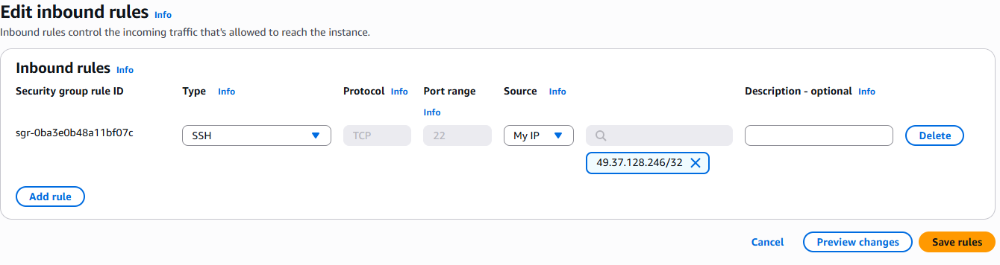 Edit inbound rules Info
Inbound rules control the incoming traffic that's allowed to reach the instance.
Inbound rules Info
Security group rule ID Type Info Protocol Info Port range Info Source Info Description - optional Info
sgr-0ba3e0b48a11bf07c SSH TCP 22 My IP Delete
49.37.128.246/32
Add rule
Cancel Preview changes Save rules